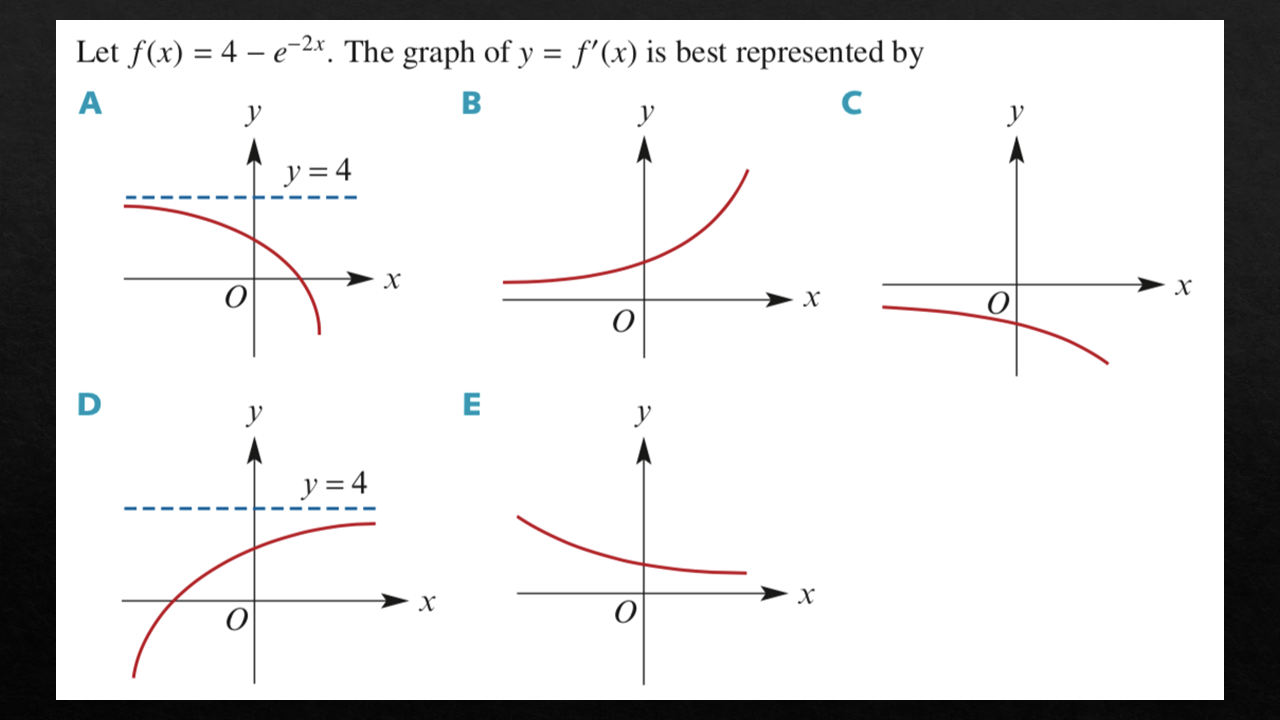 Let f(x) = 4 − e⁻²ˣ. The graph of y = f′(x) is best represented by
A
B
C
y
y
y
y = 4
x
x
x
O
O
O
D
E
y
y
y = 4
x
x
O
O